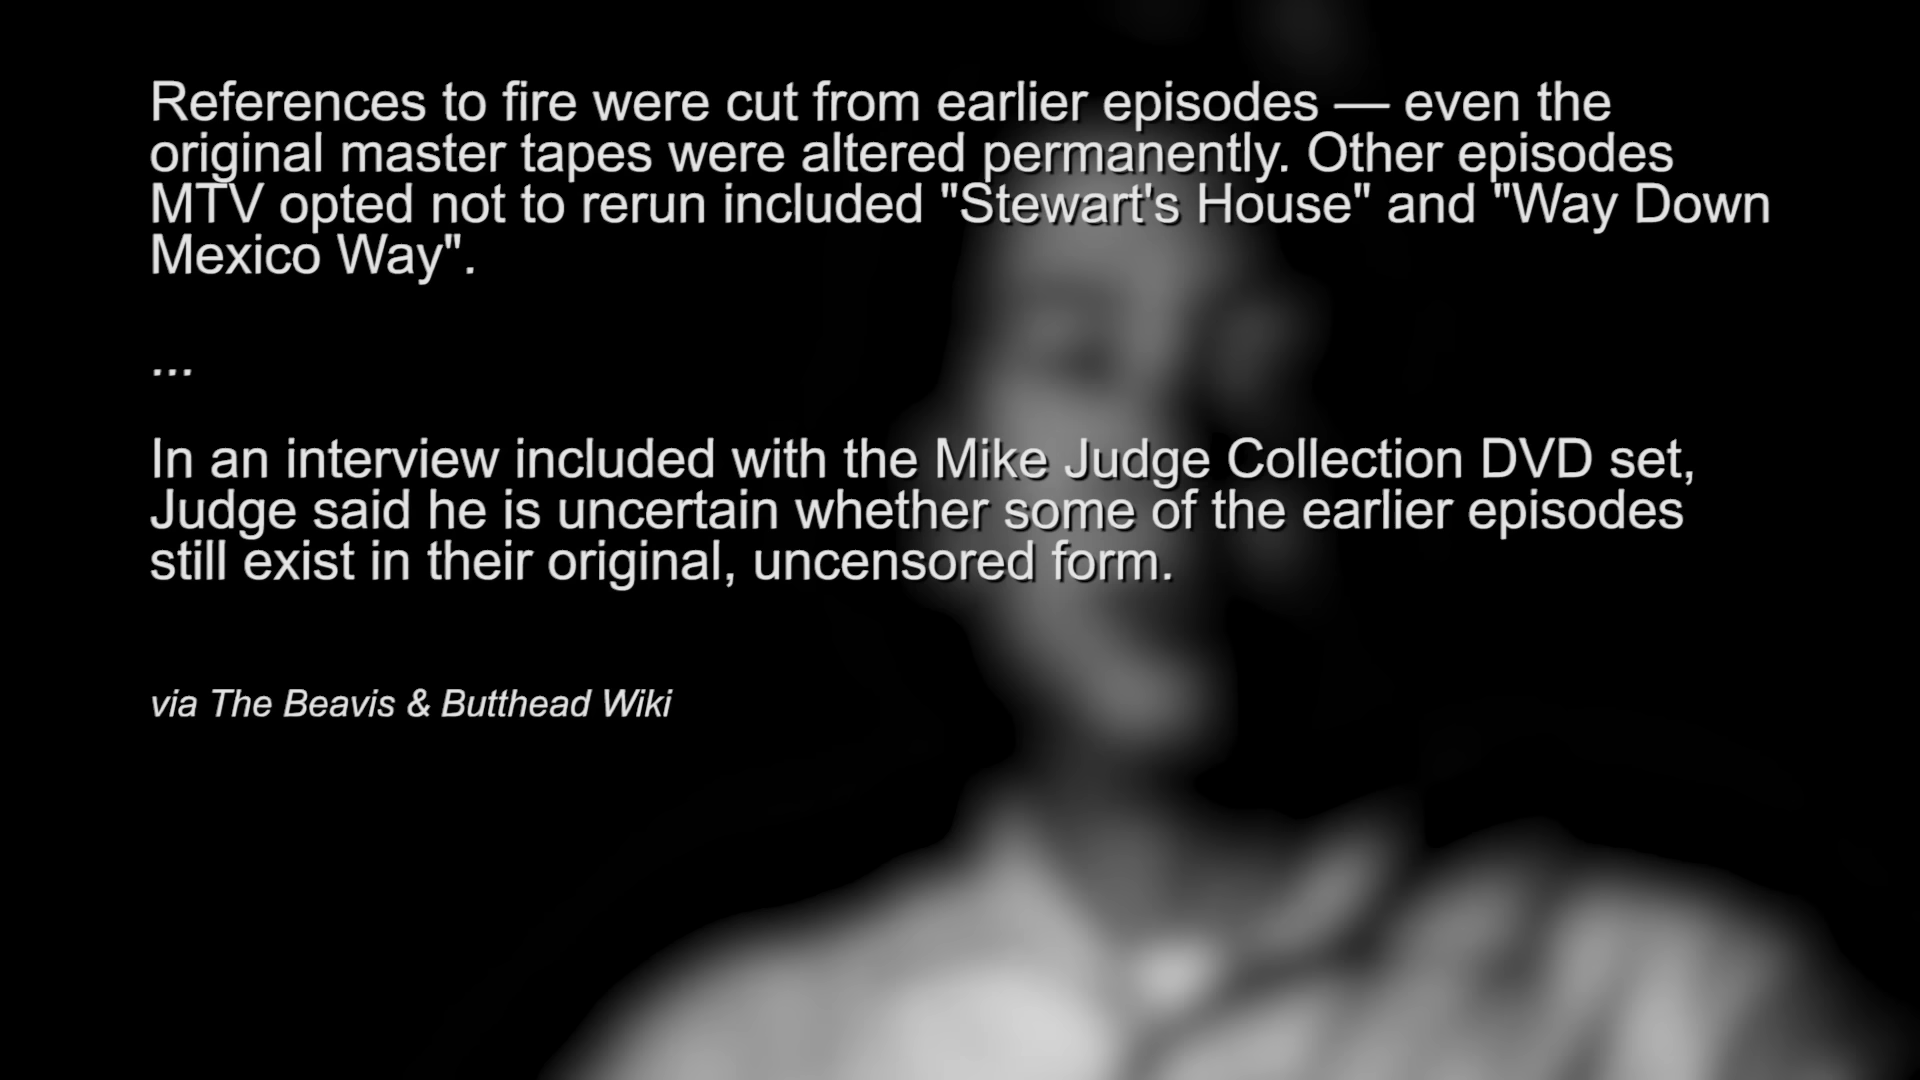 References to fire were cut from earlier episodes — even the
original master tapes were altered permanently. Other episodes
MTV opted not to rerun included "Stewart's House" and "Way Down
Mexico Way".
...
In an interview included with the Mike Judge Collection DVD set,
Judge said he is uncertain whether some of the earlier episodes
still exist in their original, uncensored form.
via The Beavis & Butthead Wiki